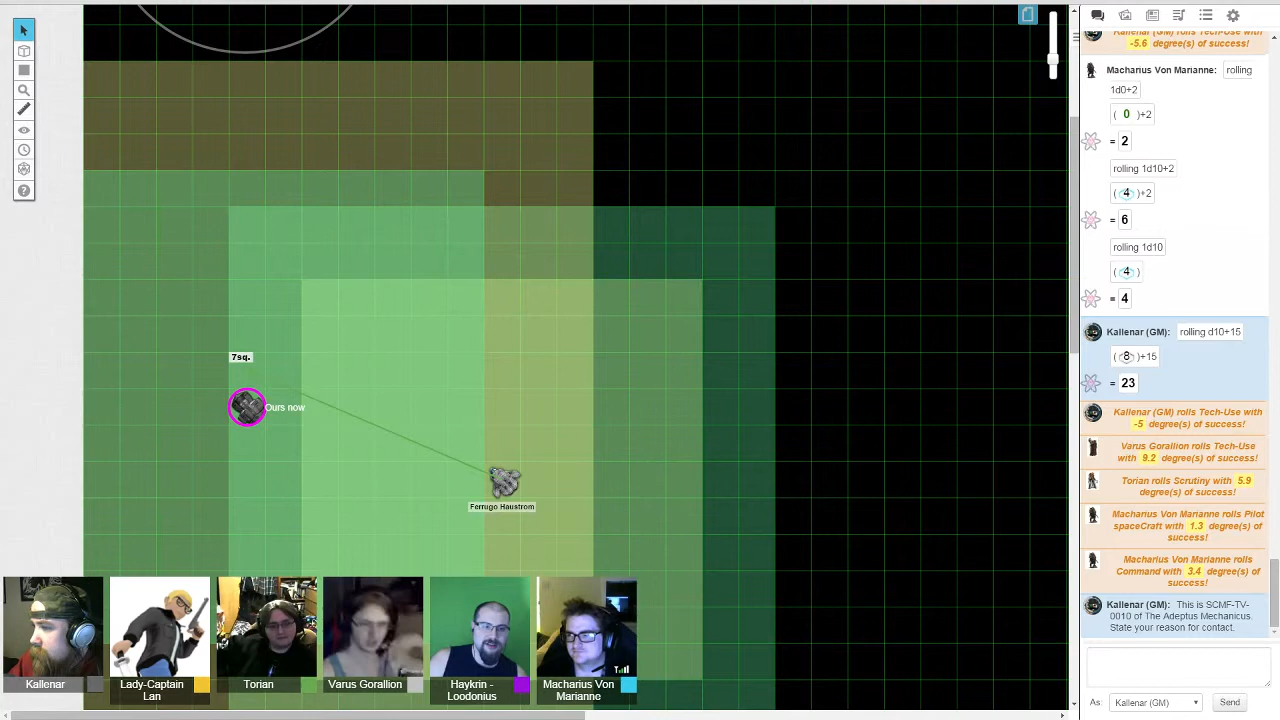 Kallenar (GM) rolls Tech-Use with
-5.6 degree(s) of success!
Macharius Von Marianne: rolling
1d0+2
( 0 )+2
= 2
rolling 1d10+2
( 4 )+2
= 6
rolling 1d10
( 4 )
= 4
Kallenar (GM): rolling d10+15
( 8 )+15
= 23
Kallenar (GM) rolls Tech-Use with
-5 degree(s) of success!
Varus Gorallion rolls Tech-Use
with 9.2 degree(s) of success!
Torian rolls Scrutiny with 5.9
degree(s) of success!
Macharius Von Marianne rolls Pilot
spaceCraft with 1.3 degree(s) of
success!
Macharius Von Marianne rolls
Command with 3.4 degree(s) of
success!
Kallenar (GM): This is SCMF-TV-
0010 of The Adeptus Mechanicus.
State your reason for contact.
As: Kallenar (GM)
Send
7sq.
Ours now
Ferrugo Haustrom
Kallenar
Lady-Captain
Lan
Torian
Varus Gorallion
Haykrin -
Loodonius
Macharius Von
Marianne